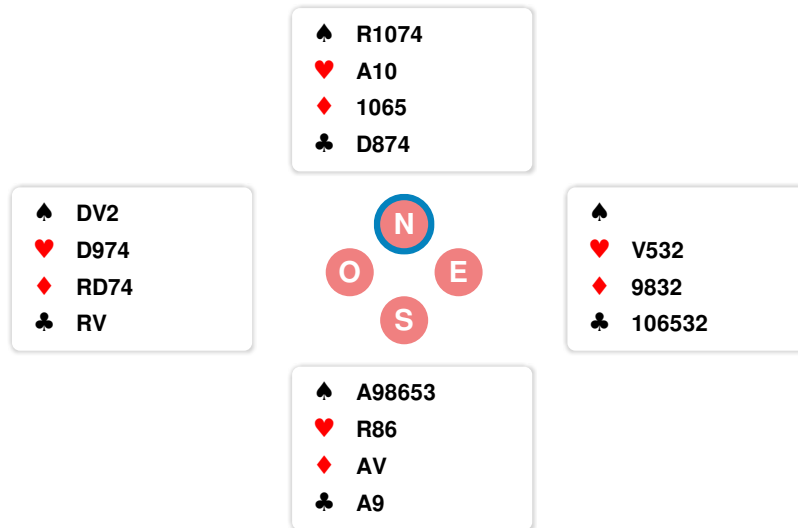 ♠ R1074
♥ A10
♦ 1065
♣ D874
♠ DV2
♥ D974
♦ RD74
♣ RV
N
O
E
S
♠
♥ V532
♦ 9832
♣ 106532
♠ A98653
♥ R86
♦ AV
♣ A9